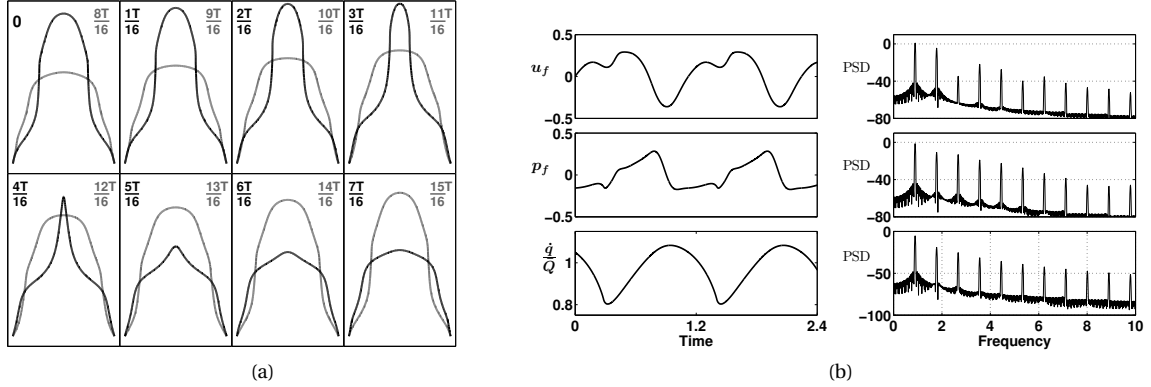 0 8T/16 1T/16 9T/16 2T/16 10T/16 3T/16 11T/16
4T/16 12T/16 5T/16 13T/16 6T/16 14T/16 7T/16 15T/16
(a)
0.5
u_f
0
−0.5
0.5
p_f
0
−0.5
q̇/Q
1
0.8
0 1.2 2.4
Time
0
PSD
−40
−80
0
PSD
−40
−80
0
PSD
−50
−100
0 2 4 6 8 10
Frequency
(b)